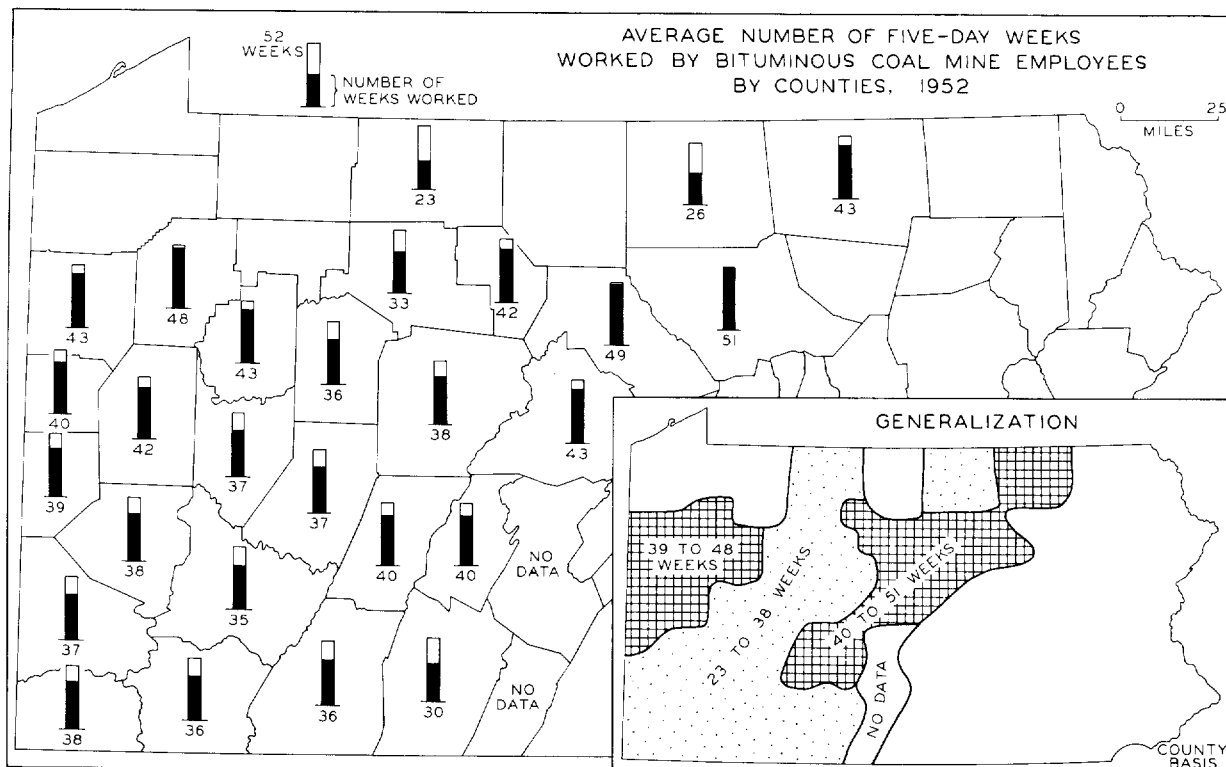 AVERAGE NUMBER OF FIVE-DAY WEEKS
WORKED BY BITUMINOUS COAL MINE EMPLOYEES
BY COUNTIES, 1952
52
WEEKS
NUMBER OF
WEEKS WORKED
0 25
MILES
23
26
43
43
48
33
42
49
51
43
36
40
42
38
43
39
37
37
38
40
40
NO
DATA
35
37
38
36
36
30
NO
DATA
GENERALIZATION
39 TO 48
WEEKS
23 TO 38 WEEKS
40 TO 51 WEEKS
NO DATA
COUNTY
BASIS